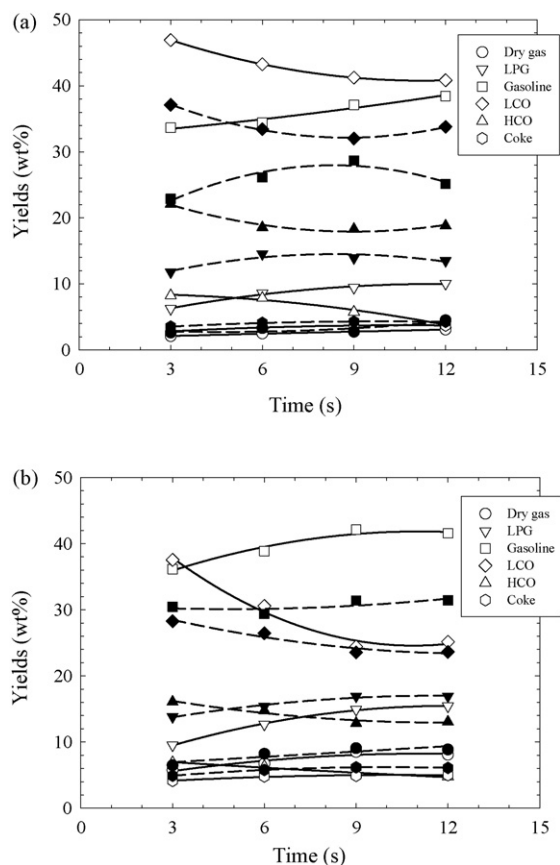 (a)
50
40
30
20
10
0
Yields (wt%)
0 3 6 9 12 15
Time (s)
Dry gas
LPG
Gasoline
LCO
HCO
Coke
(b)
50
40
30
20
10
0
Yields (wt%)
0 3 6 9 12 15
Time (s)
Dry gas
LPG
Gasoline
LCO
HCO
Coke